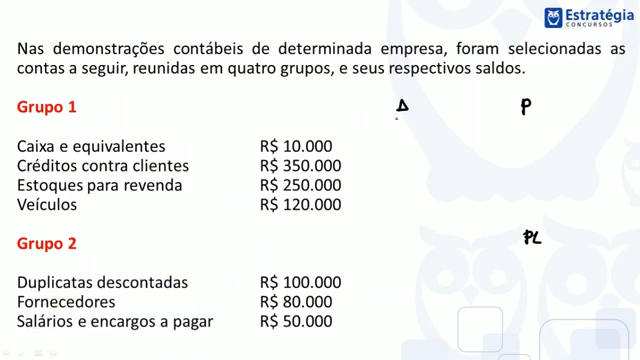 Estratégia
CONCURSOS
Nas demonstrações contábeis de determinada empresa, foram selecionadas as
contas a seguir, reunidas em quatro grupos, e seus respectivos saldos.
Grupo 1
A P
Caixa e equivalentes R$ 10.000
Créditos contra clientes R$ 350.000
Estoques para revenda R$ 250.000
Veículos R$ 120.000
PL
Grupo 2
Duplicatas descontadas R$ 100.000
Fornecedores R$ 80.000
Salários e encargos a pagar R$ 50.000